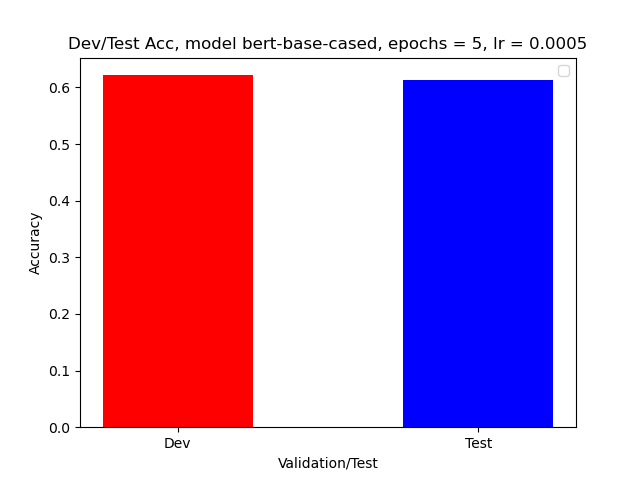 Dev/Test Acc, model bert-base-cased, epochs = 5, lr = 0.0005
0.6
0.5
0.4
0.3
0.2
0.1
0.0
Accuracy
Dev
Test
Validation/Test